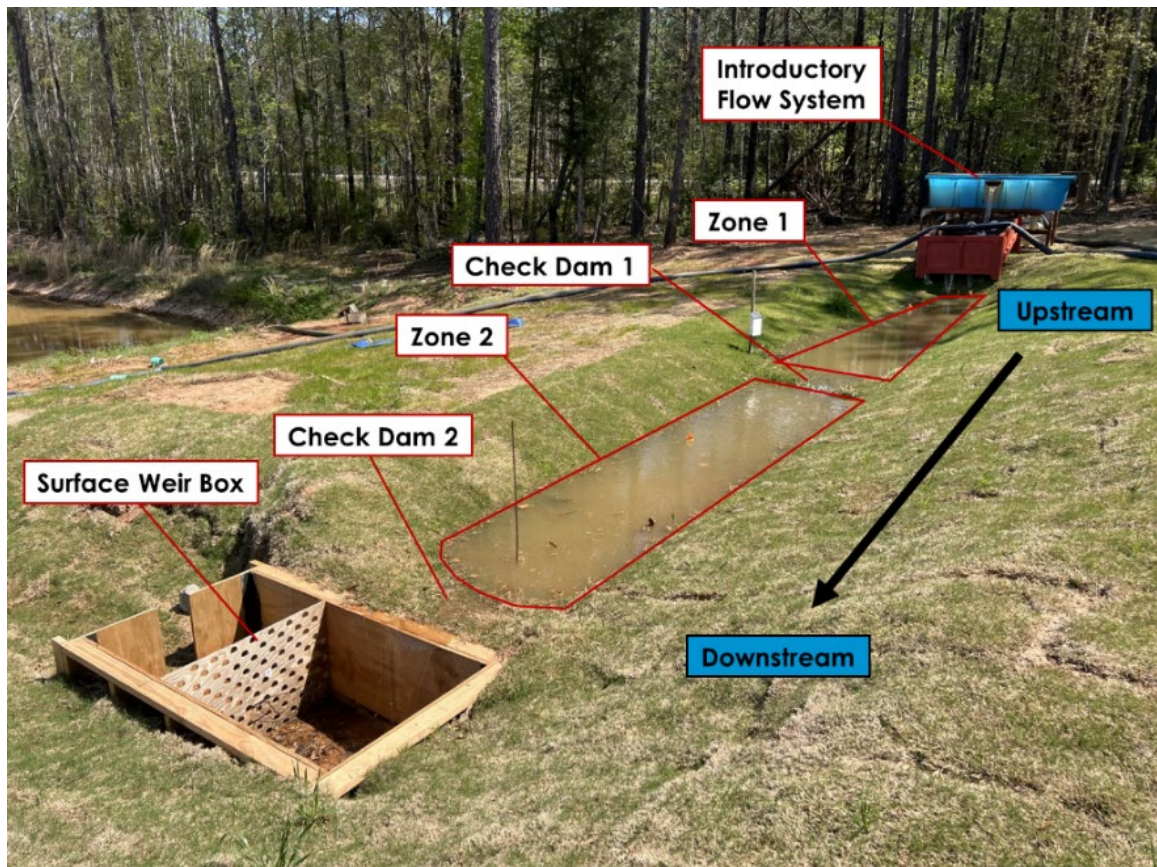 Introductory
Flow System
Zone 1
Check Dam 1
Upstream
Zone 2
Check Dam 2
Surface Weir Box
Downstream